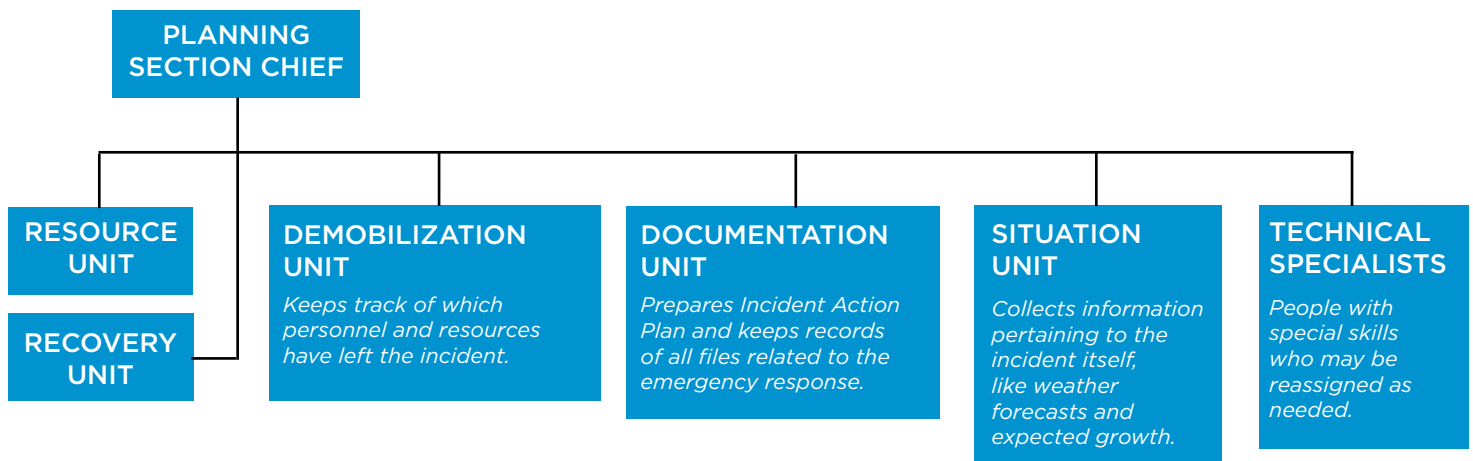 PLANNING
SECTION CHIEF
RESOURCE
UNIT
RECOVERY
UNIT
DEMOBILIZATION
UNIT
Keeps track of which
personnel and resources
have left the incident.
DOCUMENTATION
UNIT
Prepares Incident Action
Plan and keeps records
of all files related to the
emergency response.
SITUATION
UNIT
Collects information
pertaining to the
incident itself,
like weather
forecasts and
expected growth.
TECHNICAL
SPECIALISTS
People with
special skills
who may be
reassigned as
needed.